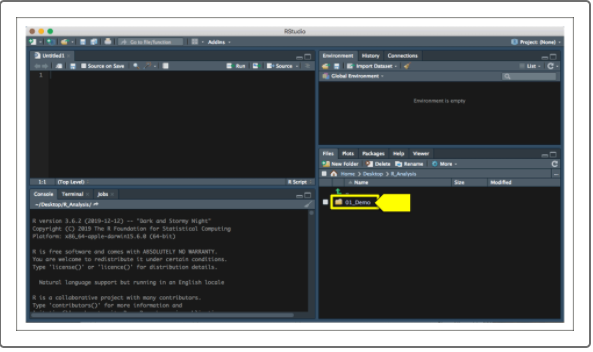 RStudio
Go to file/function
Addins
Project: (None)
Untitled1
Source on Save
Run
Source
1
1:1 (Top Level)
R Script
Console Terminal Jobs
~/Desktop/R_Analysis/
R version 3.6.2 (2019-12-12) -- "Dark and Stormy Night"
Copyright (C) 2019 The R Foundation for Statistical Computing
Platform: x86_64-apple-darwin15.6.0 (64-bit)
R is free software and comes with ABSOLUTELY NO WARRANTY.
You are welcome to redistribute it under certain conditions.
Type 'license()' or 'licence()' for distribution details.
Natural language support but running in an English locale
R is a collaborative project with many contributors.
Type 'contributors()' for more information and
Environment History Connections
Import Dataset
List
Global Environment
Environment is empty
Files Plots Packages Help Viewer
New Folder Delete Rename More
Home Desktop R_Analysis
Name Size Modified
..
01_Demo